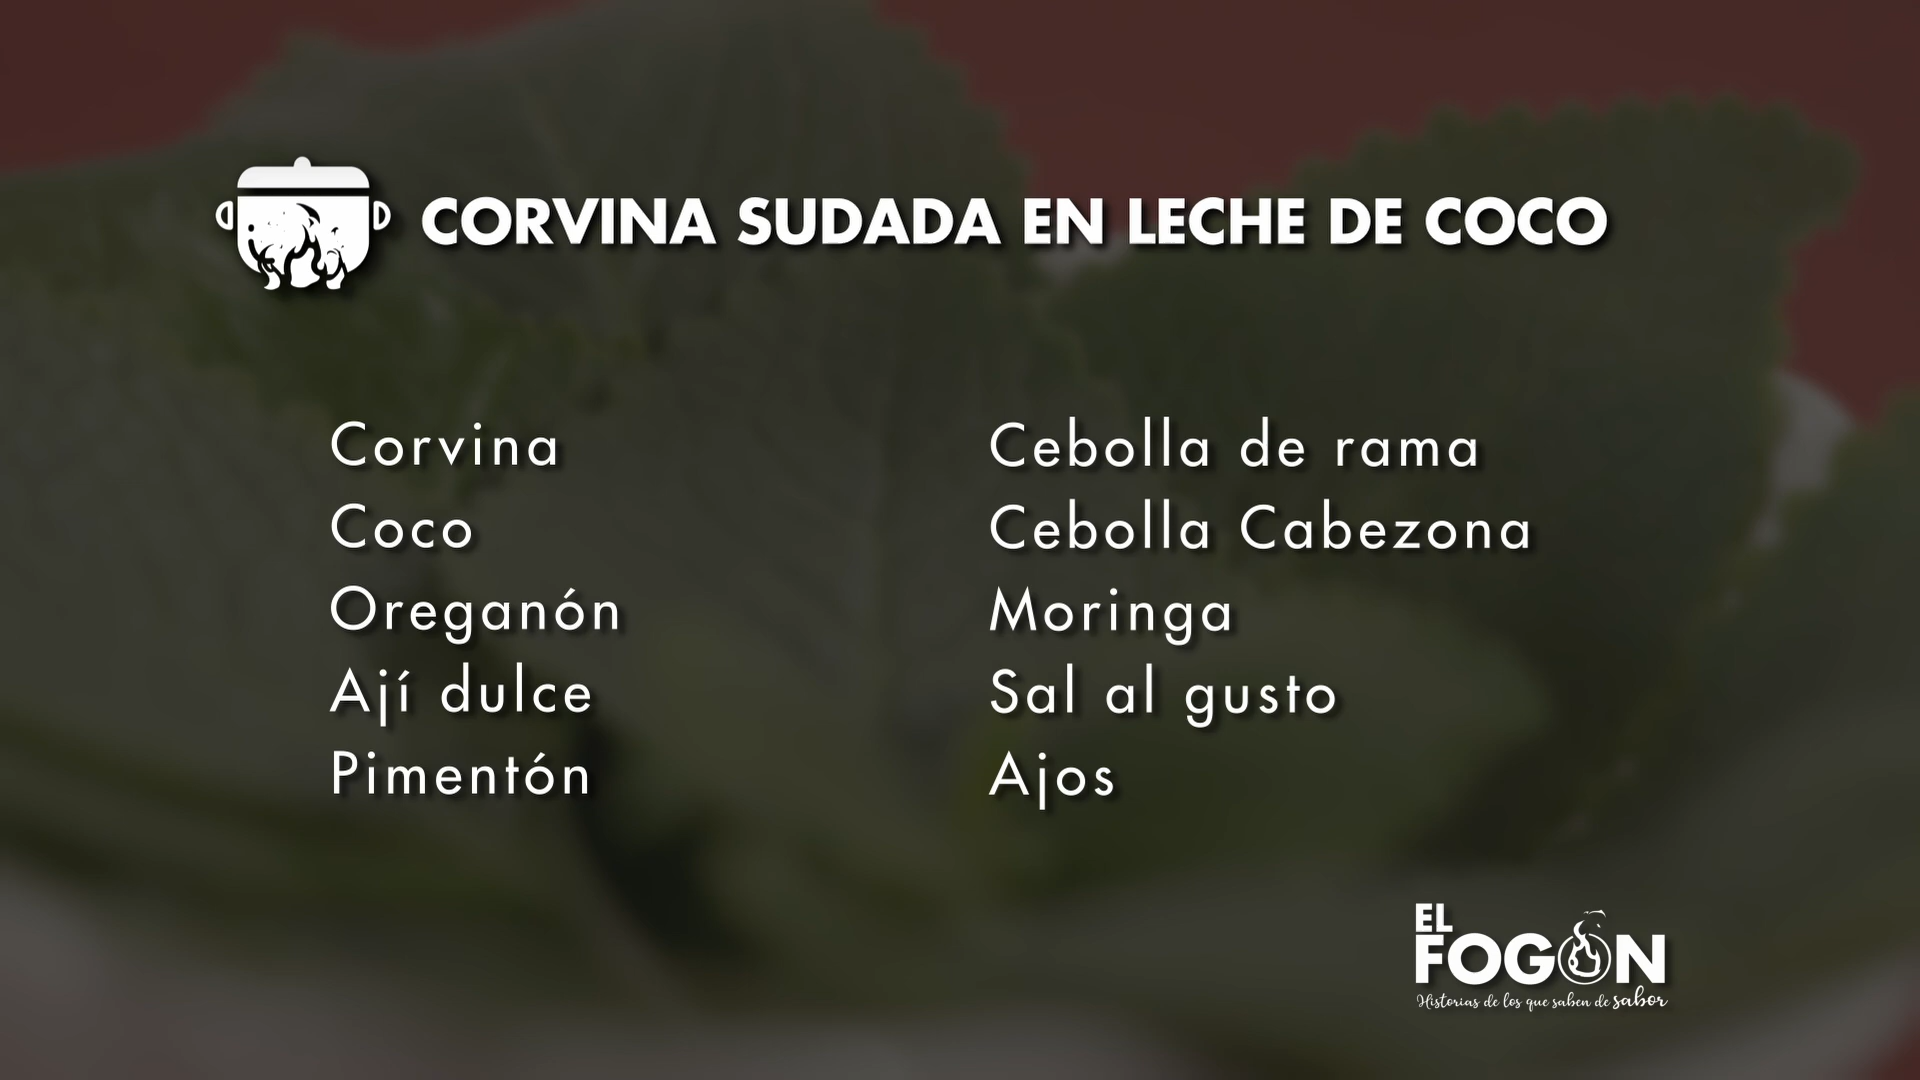 CORVINA SUDADA EN LECHE DE COCO
Corvina
Coco
Oreganón
Ají dulce
Pimentón
Cebolla de rama
Cebolla Cabezona
Moringa
Sal al gusto
Ajos
EL
FOGÓN
Historias de los que saben de sabor